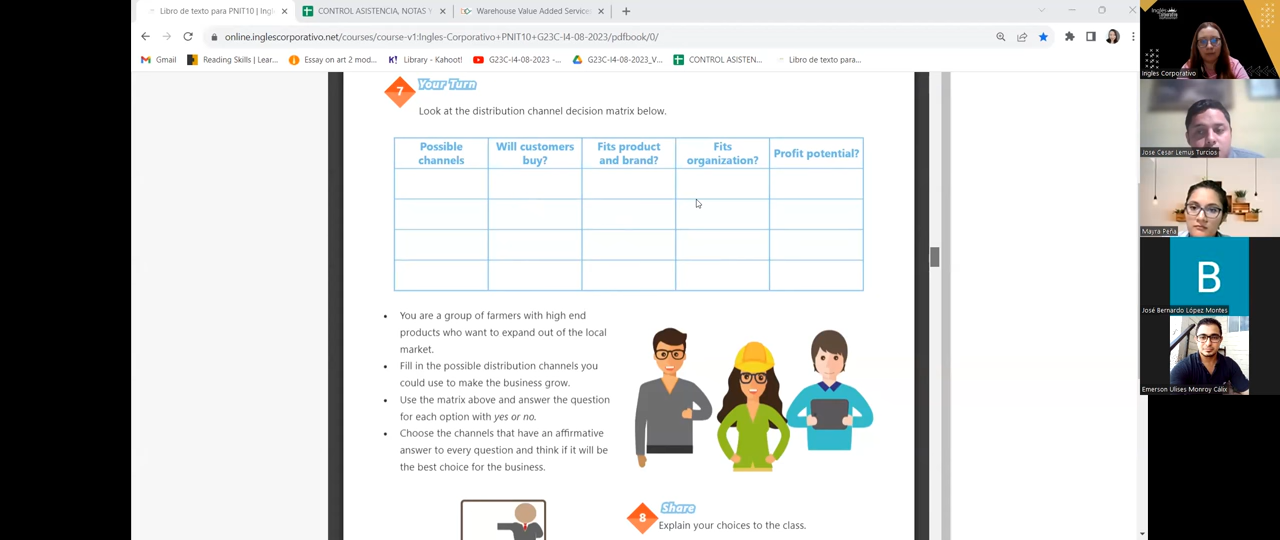 Libro de texto para PNIT10 | Ingl
CONTROL ASISTENCIA, NOTAS Y
Warehouse Value Added Services
online.inglescorporativo.net/courses/course-v1:Ingles-Corporativo+PNIT10+G23C-I4-08-2023/pdfbook/0/
Gmail
Reading Skills | Lear...
Essay on art 2 mod...
Library - Kahoot!
G23C-I4-08-2023 -...
G23C-I4-08-2023_V...
CONTROL ASISTEN...
Libro de texto para...
7
Your Turn
Look at the distribution channel decision matrix below.
Possible channels
Will customers buy?
Fits product and brand?
Fits organization?
Profit potential?
• You are a group of farmers with high end
products who want to expand out of the local
market.
• Fill in the possible distribution channels you
could use to make the business grow.
• Use the matrix above and answer the question
for each option with yes or no.
• Choose the channels that have an affirmative
answer to every question and think if it will be
the best choice for the business.
8
Share
Explain your choices to the class.
Inglés
Corporativo
Ingles Corporativo
Jose Cesar Lemus Turcios
Mayra Peña
B
José Bernardo López Montes
Emerson Ulises Monroy Cálix